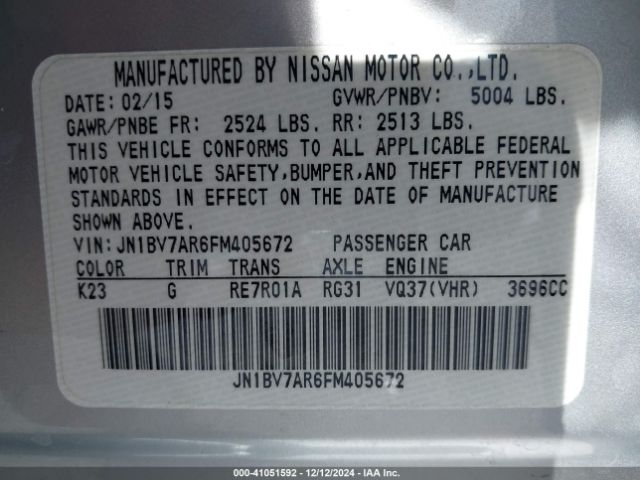 MANUFACTURED BY NISSAN MOTOR CO.,LTD.
DATE: 02/15 GVWR/PNBV: 5004 LBS.
GAWR/PNBE FR: 2524 LBS. RR: 2513 LBS.
THIS VEHICLE CONFORMS TO ALL APPLICABLE FEDERAL
MOTOR VEHICLE SAFETY,BUMPER,AND THEFT PREVENTION
STANDARDS IN EFFECT ON THE DATE OF MANUFACTURE
SHOWN ABOVE.
VIN:JN1BV7AR6FM405672 PASSENGER CAR
COLOR TRIM TRANS AXLE ENGINE
K23 G RE7R01A RG31 VQ37(VHR) 3696CC
JN1BV7AR6FM405672
000-41051592 - 12/12/2024 - IAA